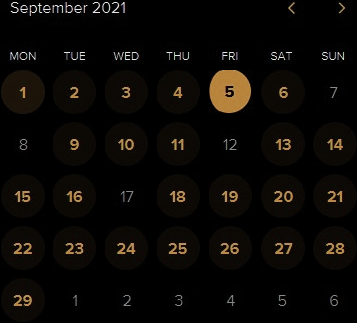 September 2021
MON TUE WED THU FRI SAT SUN
1 2 3 4 5 6 7
8 9 10 11 12 13 14
15 16 17 18 19 20 21
22 23 24 25 26 27 28
29 1 2 3 4 5 6